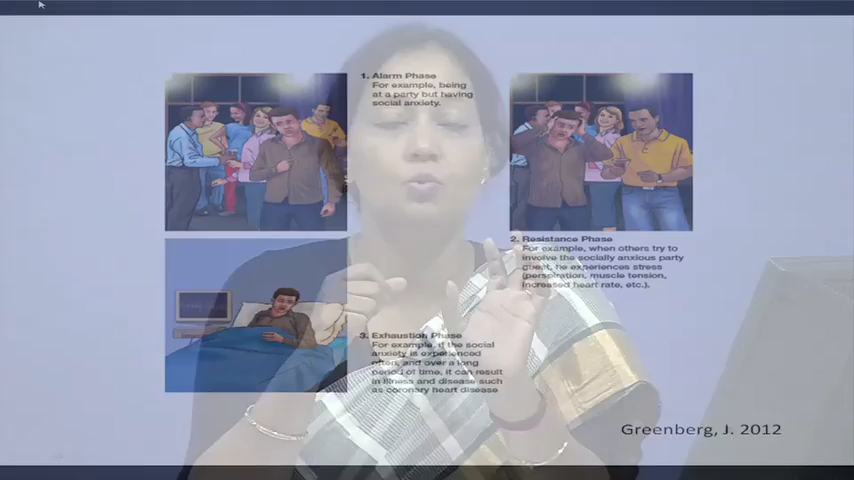 1. Alarm Phase
For example, being
at a party but having
social anxiety.
2. Resistance Phase
For example, when others try to
involve the socially anxious party
guest, he experiences stress
(perspiration, muscle tension,
increased heart rate, etc.).
3. Exhaustion Phase
For example, if the social
anxiety is experienced
often, and over a long
period of time, it can result
in illness and disease such
as coronary heart disease
Greenberg, J. 2012